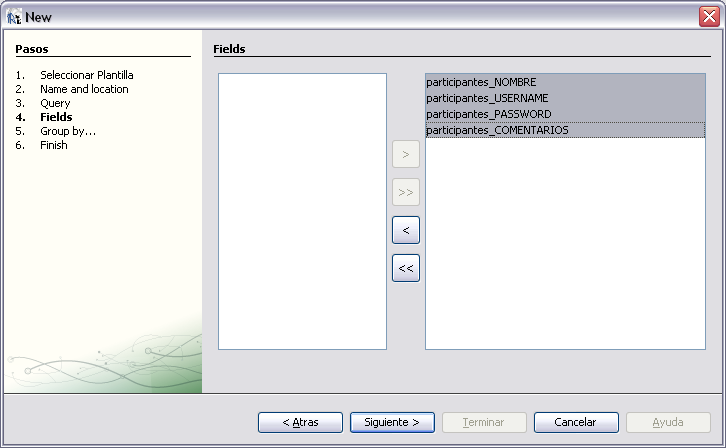 New
Pasos
1. Seleccionar Plantilla
2. Name and location
3. Query
4. Fields
5. Group by...
6. Finish
Fields
participantes_NOMBRE
participantes_USERNAME
participantes_PASSWORD
participantes_COMENTARIOS
>
>>
<
<<
< Atras
Siguiente >
Terminar
Cancelar
Ayuda